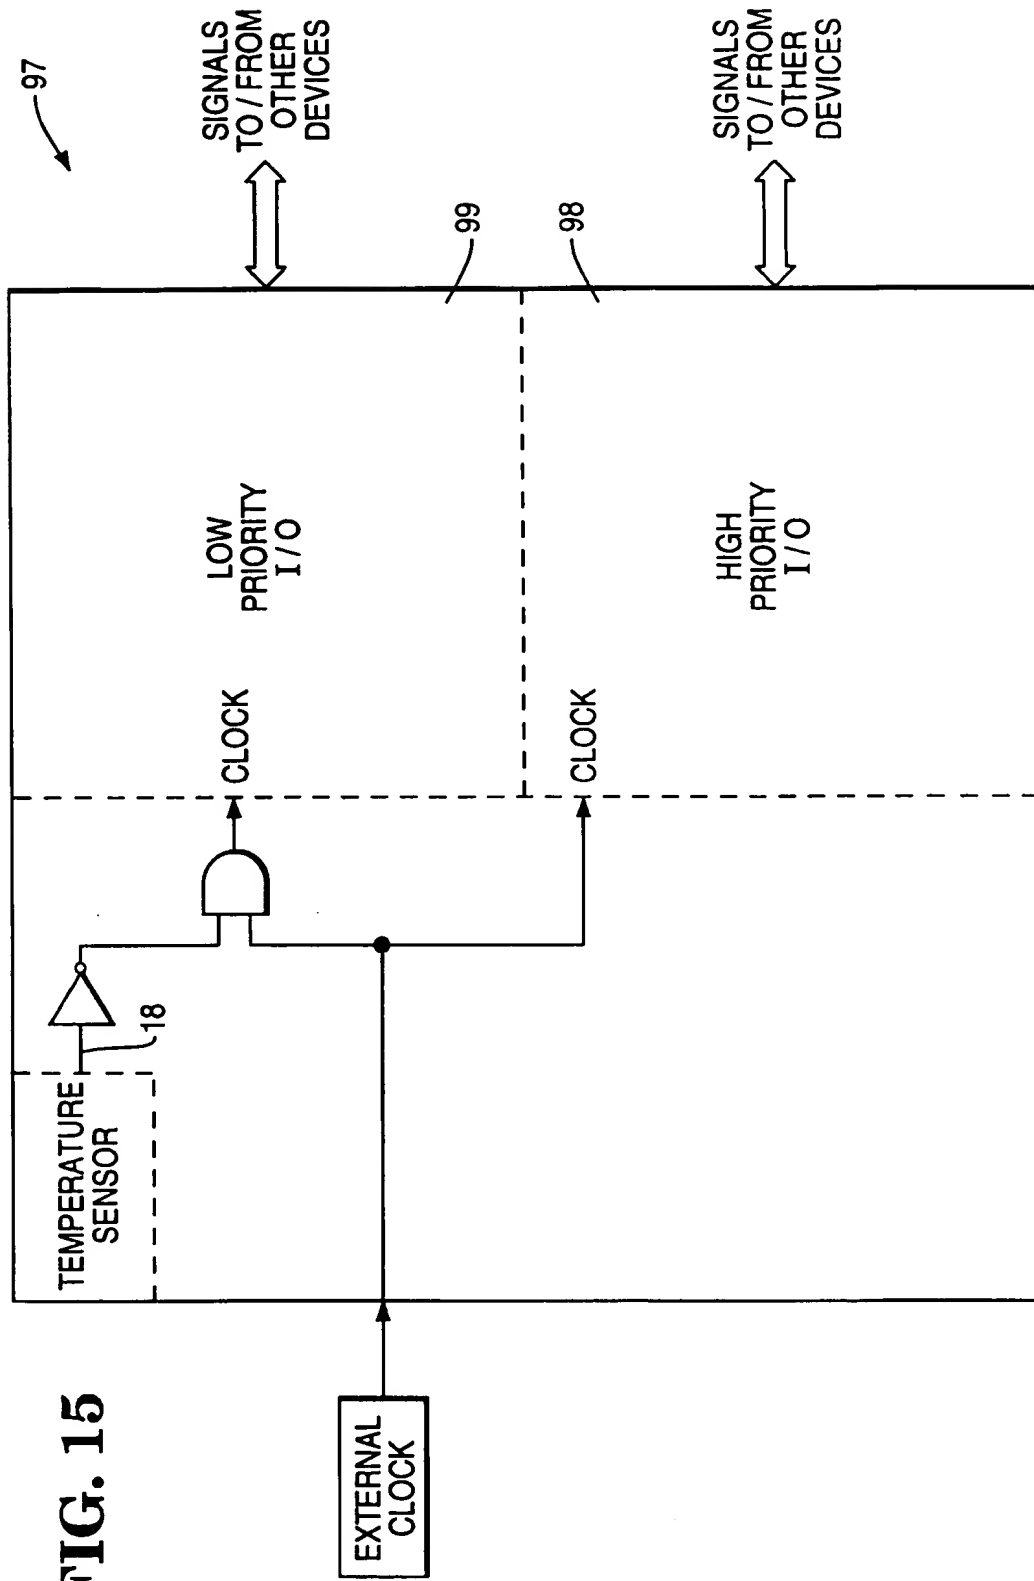 FIG. 15
97
TEMPERATURE
SENSOR
18
EXTERNAL
CLOCK
CLOCK
LOW
PRIORITY
I/O
99
SIGNALS
TO/FROM
OTHER
DEVICES
CLOCK
HIGH
PRIORITY
I/O
98
SIGNALS
TO/FROM
OTHER
DEVICES